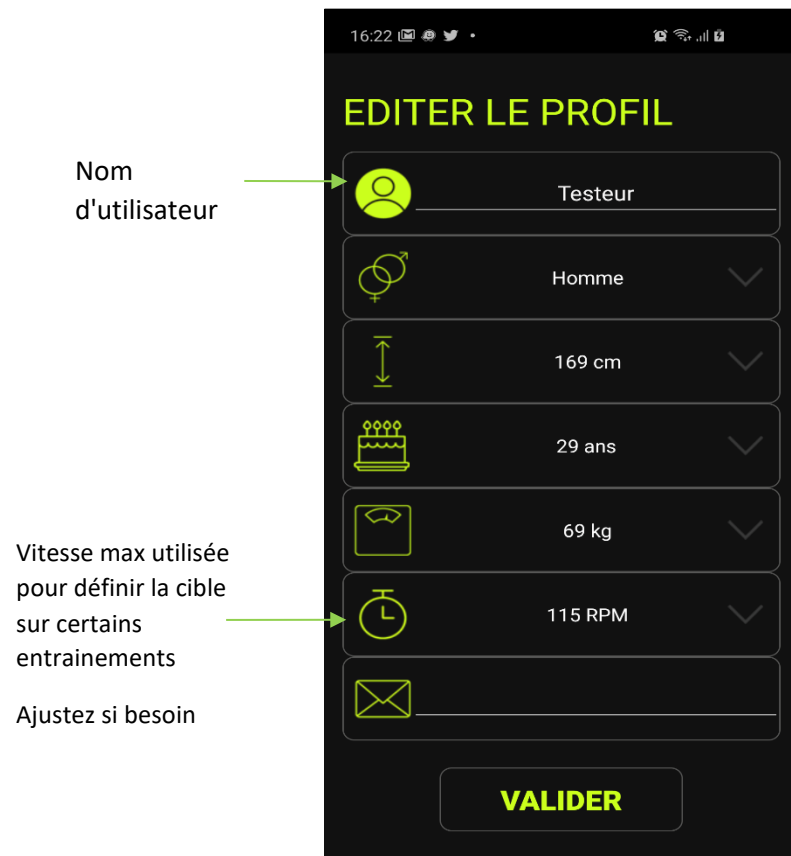 16:22
EDITER LE PROFIL
Nom
d'utilisateur
Testeur
Homme
169 cm
29 ans
69 kg
Vitesse max utilisée
pour définir la cible
sur certains
entrainements
Ajustez si besoin
115 RPM
VALIDER